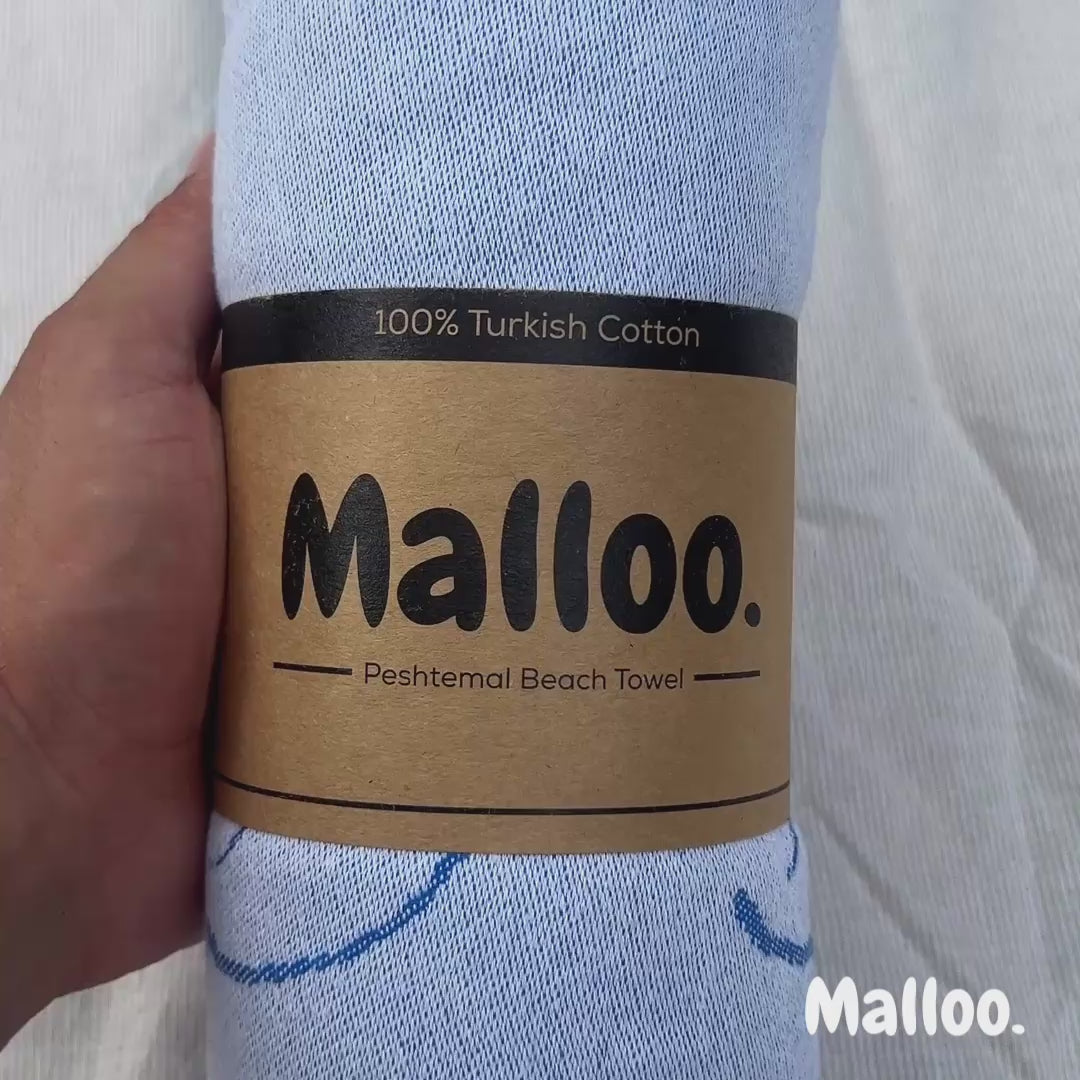 100% Turkish Cotton
Malloo.
Peshtemal Beach Towel
Malloo.